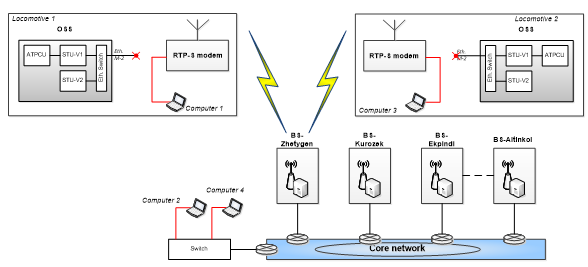 Locomotive 1
OSS
ATPCU
STU-V1
STU-V2
Eth. Switch
Eth.
M-2
RTP-5 modem
Computer 1
Locomotive 2
OSS
RTP-5 modem
Eth.
M-2
Eth. Switch
STU-V1
ATPCU
STU-V2
Computer 3
BS-
Zhetygen
BS-
Kurozek
BS-
Ekpindi
BS-Altinkol
Computer 2
Computer 4
Switch
Core network